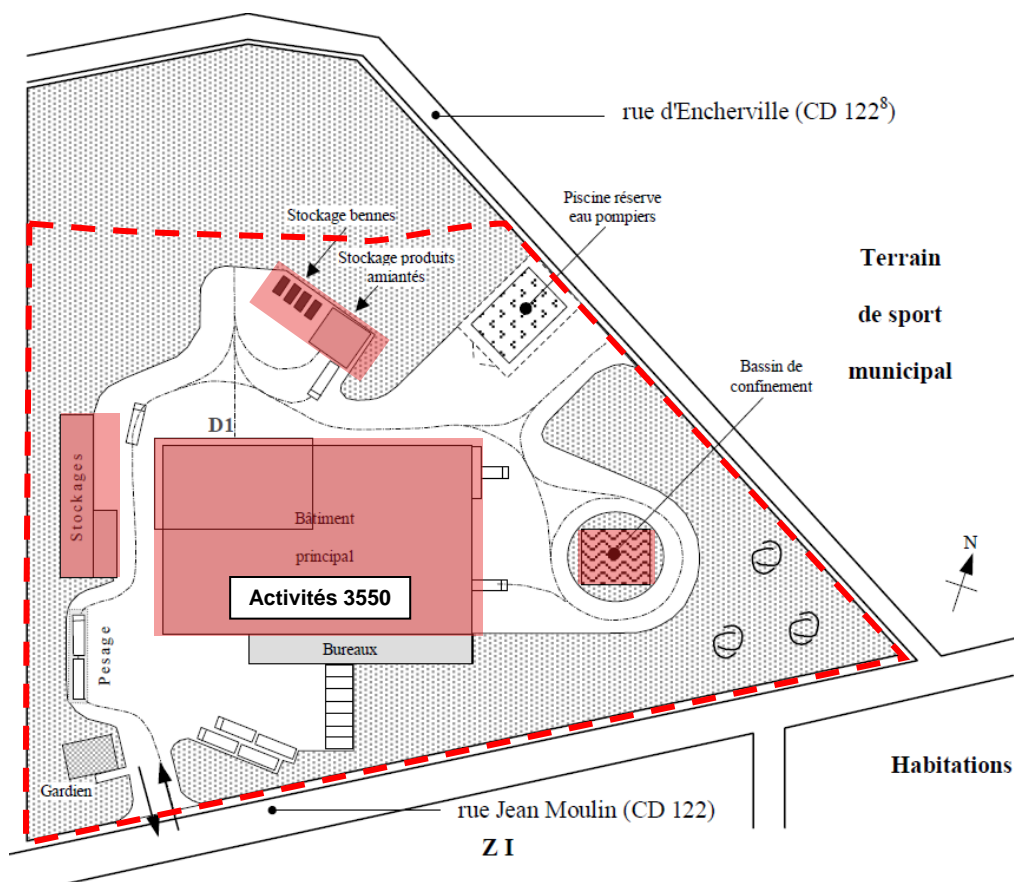 rue d'Encherville (CD 122⁸)
Piscine réserve
eau pompiers
Stockage bennes
Stockage produits
amiantés
Terrain
de sport
municipal
Bassin de
confinement
D1
Stockages
Bâtiment
principal
Activités 3550
N
Bureaux
Pesage
Gardien
Habitations
rue Jean Moulin (CD 122)
Z I